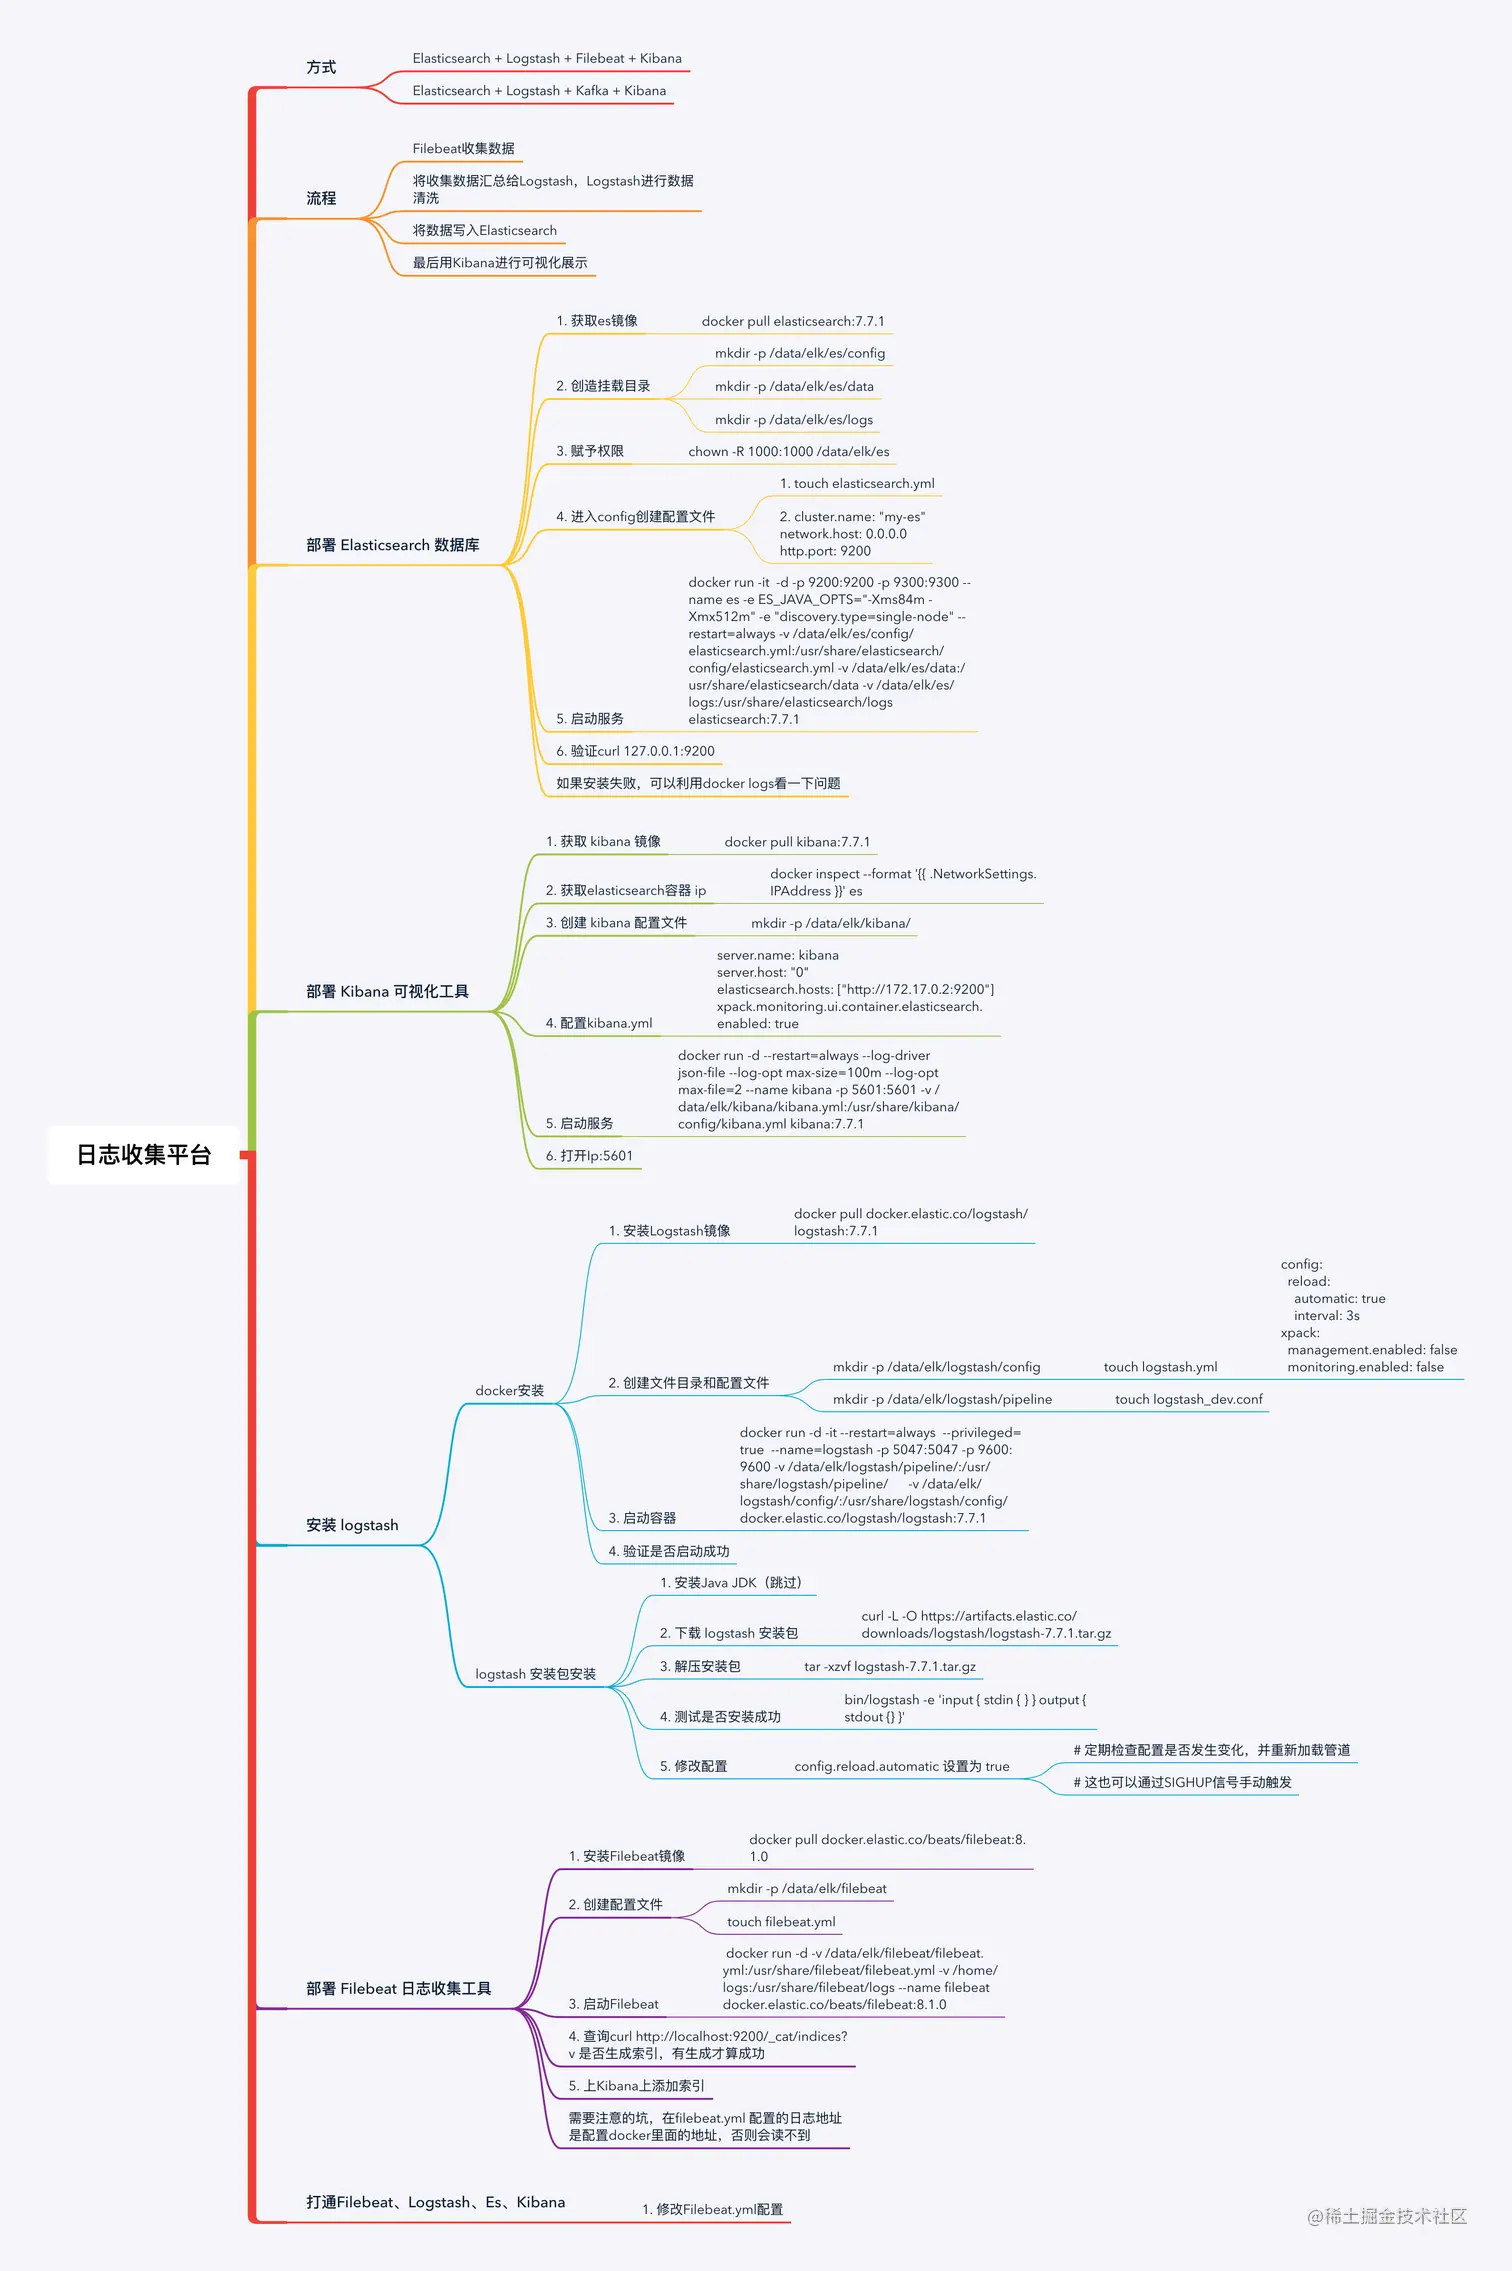 日志收集平台
方式
Elasticsearch + Logstash + Filebeat + Kibana
Elasticsearch + Logstash + Kafka + Kibana
流程
Filebeat收集数据
将收集数据汇总给Logstash，Logstash进行数据
清洗
将数据写入Elasticsearch
最后用Kibana进行可视化展示
部署 Elasticsearch 数据库
1. 获取es镜像
docker pull elasticsearch:7.7.1
2. 创造挂载目录
mkdir -p /data/elk/es/config
mkdir -p /data/elk/es/data
mkdir -p /data/elk/es/logs
3. 赋予权限
chown -R 1000:1000 /data/elk/es
4. 进入config创建配置文件
1. touch elasticsearch.yml
2. cluster.name: "my-es"
network.host: 0.0.0.0
http.port: 9200
5. 启动服务
docker run -it  -d -p 9200:9200 -p 9300:9300 --
name es -e ES_JAVA_OPTS="-Xms84m -
Xmx512m" -e "discovery.type=single-node" --
restart=always -v /data/elk/es/config/
elasticsearch.yml:/usr/share/elasticsearch/
config/elasticsearch.yml -v /data/elk/es/data:/
usr/share/elasticsearch/data -v /data/elk/es/
logs:/usr/share/elasticsearch/logs
elasticsearch:7.7.1
6. 验证curl 127.0.0.1:9200
如果安装失败，可以利用docker logs看一下问题
部署 Kibana 可视化工具
1. 获取 kibana 镜像
docker pull kibana:7.7.1
2. 获取elasticsearch容器 ip
docker inspect --format '{{ .NetworkSettings.
IPAddress }}' es
3. 创建 kibana 配置文件
mkdir -p /data/elk/kibana/
4. 配置kibana.yml
server.name: kibana
server.host: "0"
elasticsearch.hosts: ["http://172.17.0.2:9200"]
xpack.monitoring.ui.container.elasticsearch.
enabled: true
5. 启动服务
docker run -d --restart=always --log-driver
json-file --log-opt max-size=100m --log-opt
max-file=2 --name kibana -p 5601:5601 -v /
data/elk/kibana/kibana.yml:/usr/share/kibana/
config/kibana.yml kibana:7.7.1
6. 打开Ip:5601
安装 logstash
docker安装
1. 安装Logstash镜像
docker pull docker.elastic.co/logstash/
logstash:7.7.1
2. 创建文件目录和配置文件
mkdir -p /data/elk/logstash/config
touch logstash.yml
config:
  reload:
    automatic: true
    interval: 3s
xpack:
  management.enabled: false
  monitoring.enabled: false
mkdir -p /data/elk/logstash/pipeline
touch logstash_dev.conf
3. 启动容器
docker run -d -it --restart=always  --privileged=
true  --name=logstash -p 5047:5047 -p 9600:
9600 -v /data/elk/logstash/pipeline/:/usr/
share/logstash/pipeline/      -v /data/elk/
logstash/config/:/usr/share/logstash/config/
docker.elastic.co/logstash/logstash:7.7.1
4. 验证是否启动成功
logstash 安装包安装
1. 安装Java JDK（跳过）
2. 下载 logstash 安装包
curl -L -O https://artifacts.elastic.co/
downloads/logstash/logstash-7.7.1.tar.gz
3. 解压安装包
tar -xzvf logstash-7.7.1.tar.gz
4. 测试是否安装成功
bin/logstash -e 'input { stdin { } } output {
stdout {} }'
5. 修改配置
config.reload.automatic 设置为 true
# 定期检查配置是否发生变化，并重新加载管道
# 这也可以通过SIGHUP信号手动触发
部署 Filebeat 日志收集工具
1. 安装Filebeat镜像
docker pull docker.elastic.co/beats/filebeat:8.
1.0
2. 创建配置文件
mkdir -p /data/elk/filebeat
touch filebeat.yml
3. 启动Filebeat
docker run -d -v /data/elk/filebeat/filebeat.
yml:/usr/share/filebeat/filebeat.yml -v /home/
logs:/usr/share/filebeat/logs --name filebeat
docker.elastic.co/beats/filebeat:8.1.0
4. 查询curl http://localhost:9200/_cat/indices?
v 是否生成索引，有生成才算成功
5. 上Kibana上添加索引
需要注意的坑，在filebeat.yml 配置的日志地址
是配置docker里面的地址，否则会读不到
打通Filebeat、Logstash、Es、Kibana
1. 修改Filebeat.yml配置
@稀土掘金技术社区